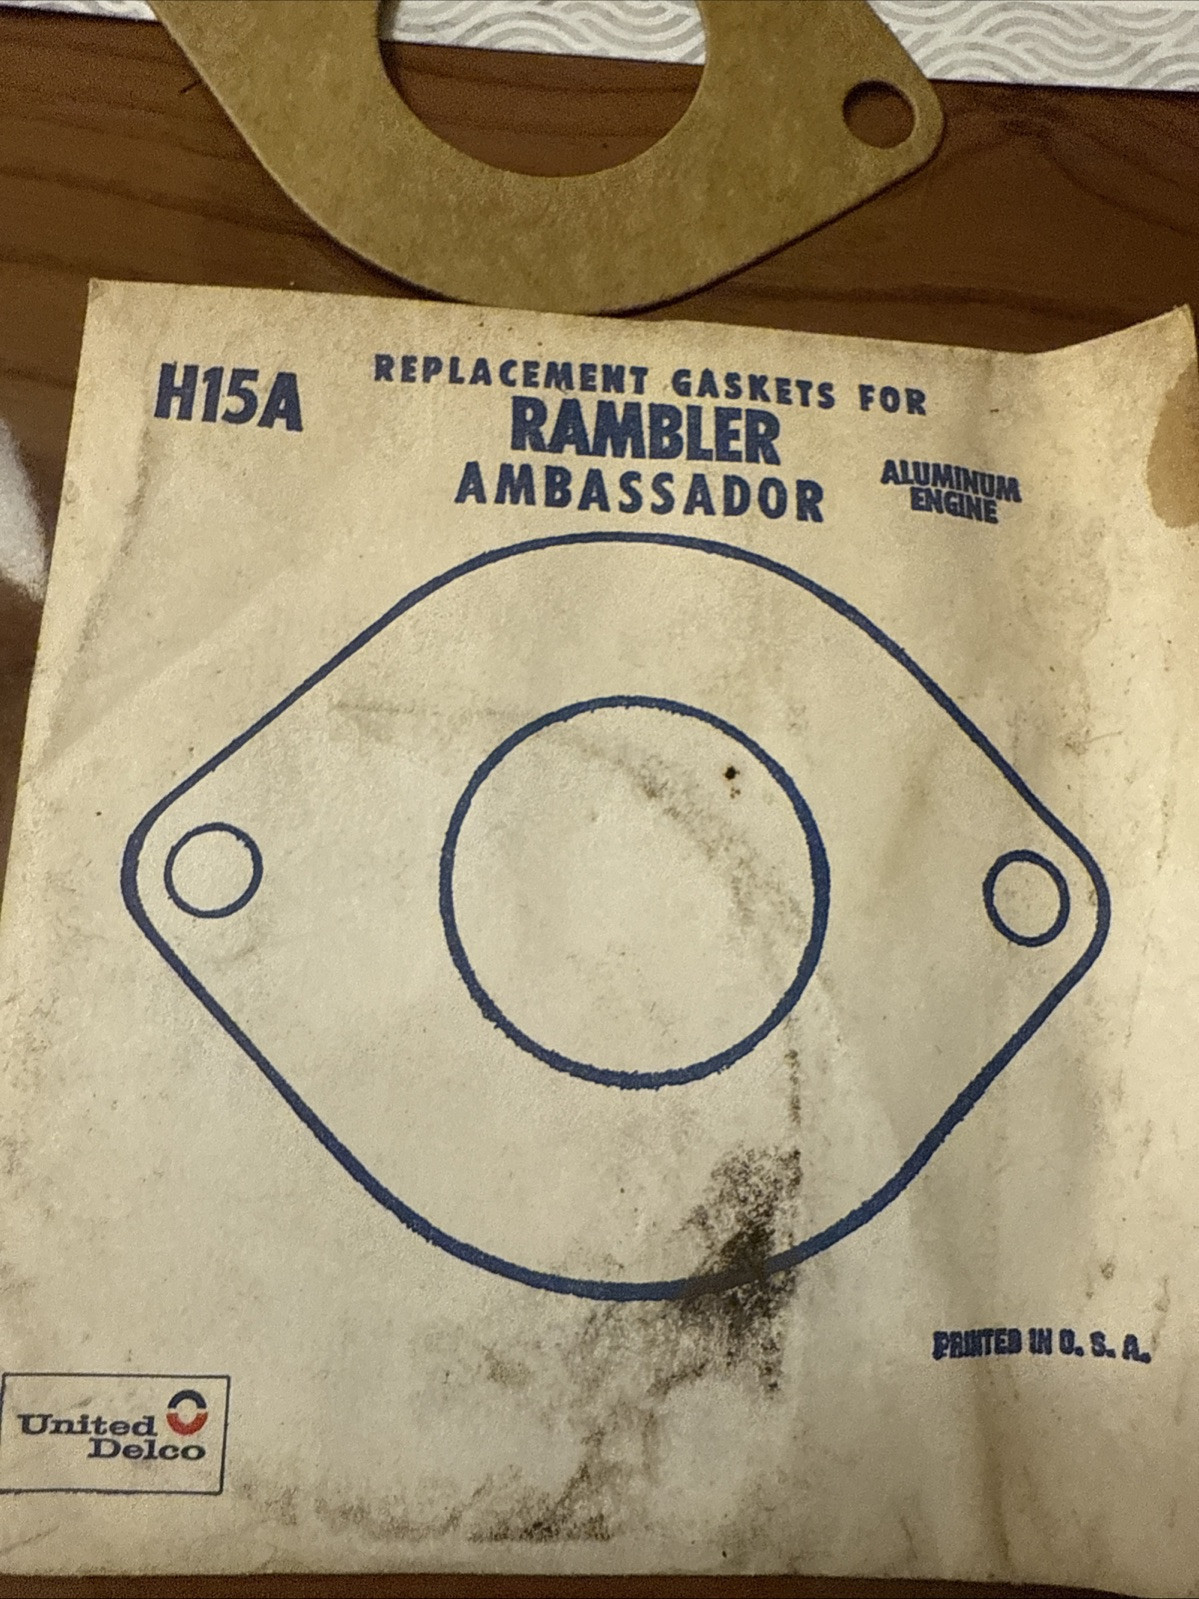 H15A
REPLACEMENT GASKETS FOR
RAMBLER
AMBASSADOR
ALUMINUM
ENGINE
PRINTED IN U. S. A.
United
Delco